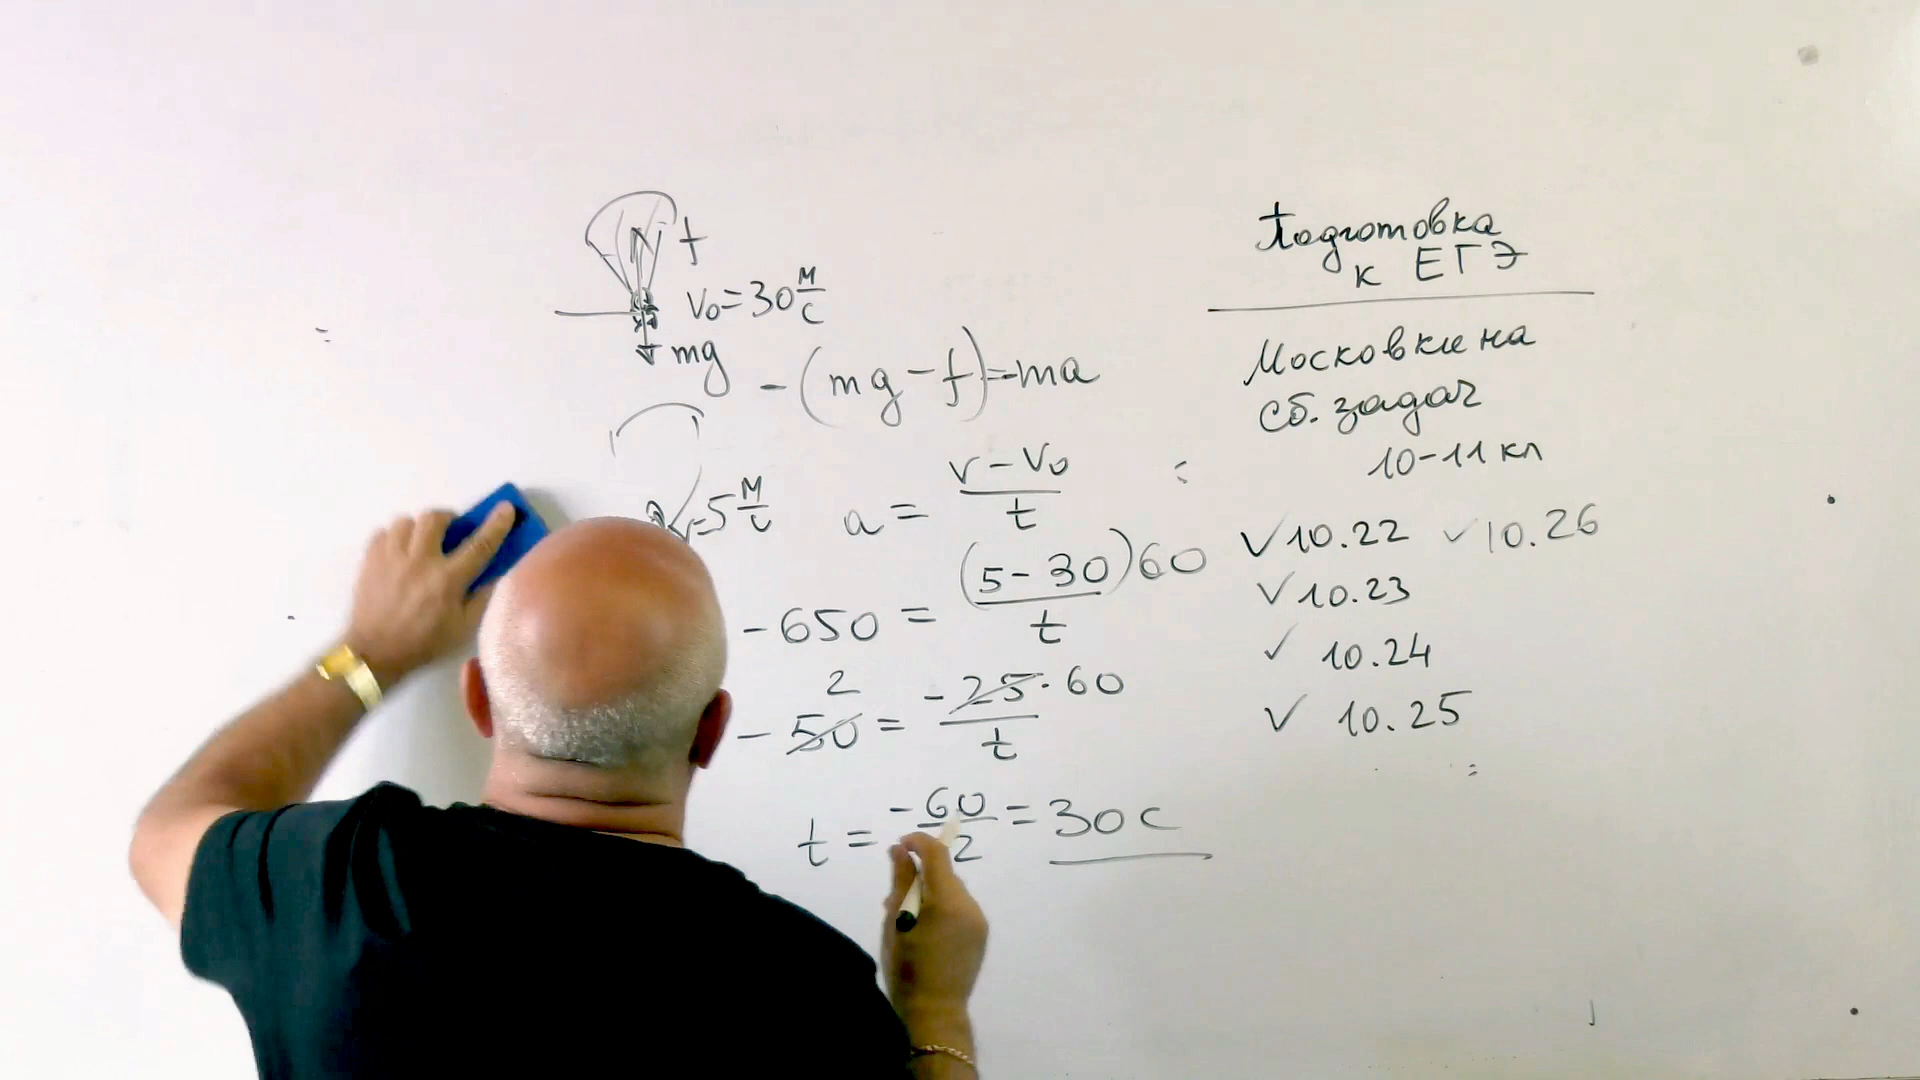 f
v₀ = 30 м/с
mg
- (mg - f) = ma
v = 5 м/с
a = (v - v₀)/t
- 650 = (5 - 30)60/t
2
- 50 = -25 · 60/t
t = -60/2 = 30 с
Подготовка
к ЕГЭ
Московкина
Сб. задач
10-11 кл
✓10.22 ✓10.26
✓10.23
✓ 10.24
✓ 10.25